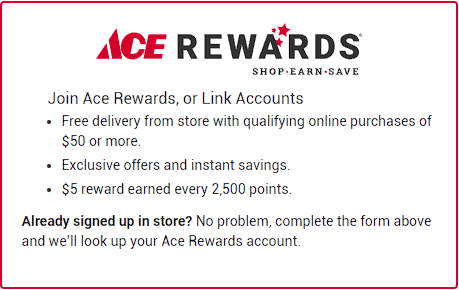 ACE REWARDS®
SHOP•EARN•SAVE
Join Ace Rewards, or Link Accounts
• Free delivery from store with qualifying online purchases of
$50 or more.
• Exclusive offers and instant savings.
• $5 reward earned every 2,500 points.
Already signed up in store? No problem, complete the form above
and we'll look up your Ace Rewards account.